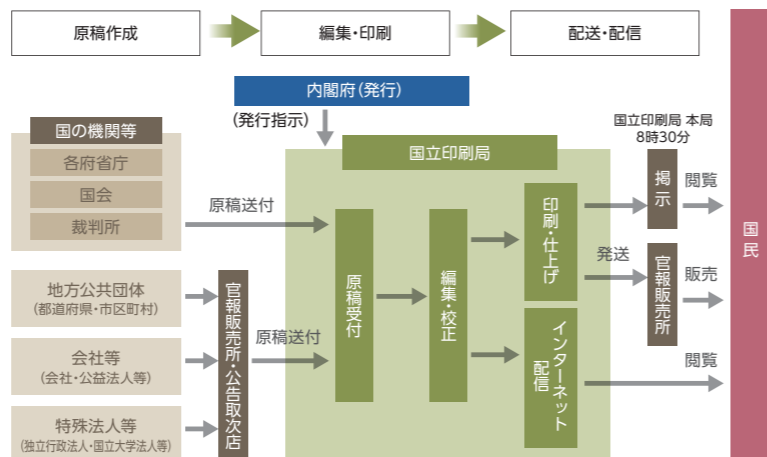 原稿作成
編集・印刷
配送・配信
内閣府（発行）
（発行指示）
国立印刷局 本局
8時30分
国の機関等
各府省庁
国会
裁判所
原稿送付
地方公共団体
（都道府県・市区町村）
会社等
（会社・公益法人等）
特殊法人等
（独立行政法人・国立大学法人等）
官報販売所・公告取次店
原稿送付
国立印刷局
原稿受付
編集・校正
印刷・仕上げ
インターネット
配信
掲示
閲覧
発送
官報販売所
販売
閲覧
国民